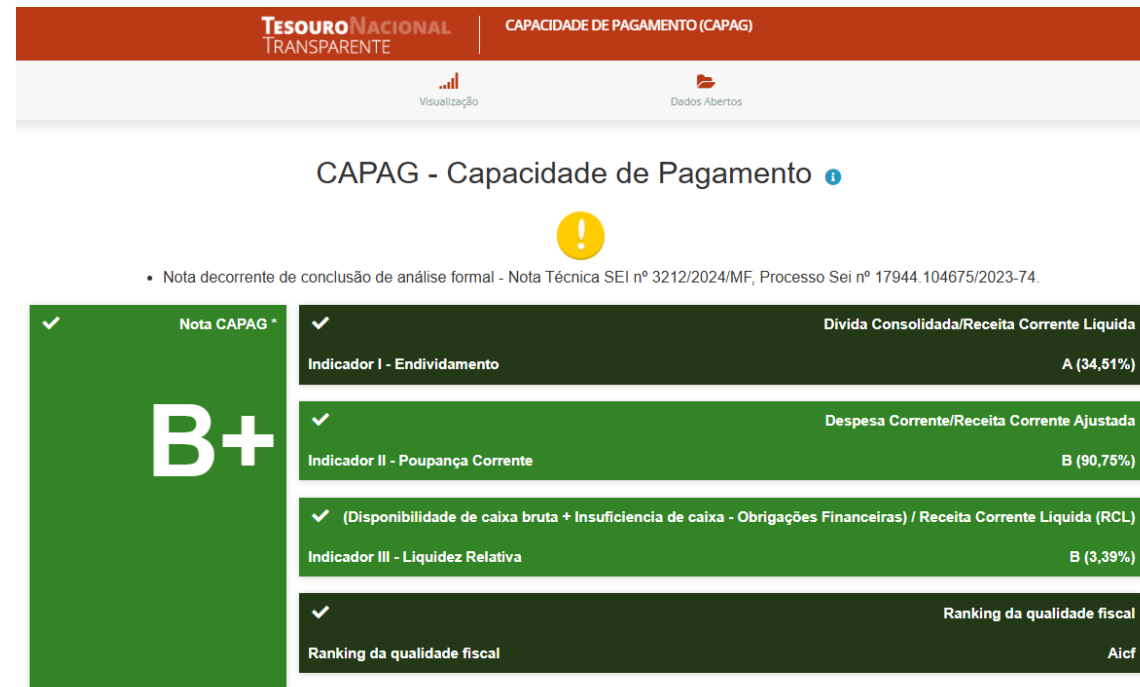 TESOURO NACIONAL
TRANSPARENTE
CAPACIDADE DE PAGAMENTO (CAPAG)
Visualização
Dados Abertos
CAPAG - Capacidade de Pagamento
• Nota decorrente de conclusão de análise formal - Nota Técnica SEI nº 3212/2024/MF, Processo Sei nº 17944.104675/2023-74.
Nota CAPAG *
B+
Dívida Consolidada/Receita Corrente Líquida
Indicador I - Endividamento
A (34,51%)
Despesa Corrente/Receita Corrente Ajustada
Indicador II - Poupança Corrente
B (90,75%)
(Disponibilidade de caixa bruta + Insuficiencia de caixa - Obrigações Financeiras) / Receita Corrente Líquida (RCL)
Indicador III - Liquidez Relativa
B (3,39%)
Ranking da qualidade fiscal
Ranking da qualidade fiscal
Aicf